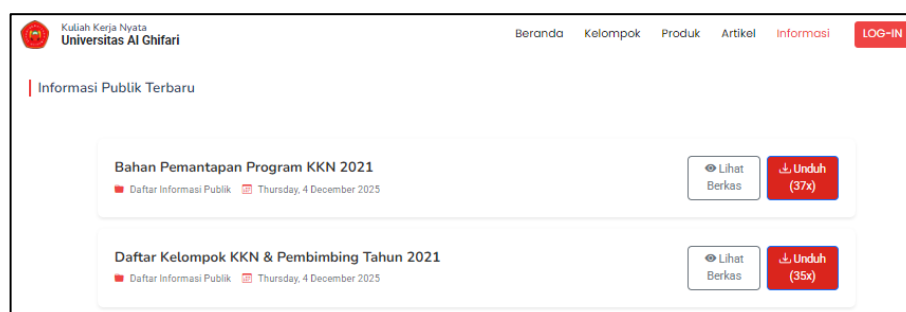 Kuliah Kerja Nyata
Universitas Al Ghifari
Beranda Kelompok Produk Artikel Informasi LOG-IN
Informasi Publik Terbaru
Bahan Pemantapan Program KKN 2021
Daftar Informasi Publik Thursday, 4 December 2025
Lihat Berkas
Unduh (37x)
Daftar Kelompok KKN & Pembimbing Tahun 2021
Daftar Informasi Publik Thursday, 4 December 2025
Lihat Berkas
Unduh (35x)